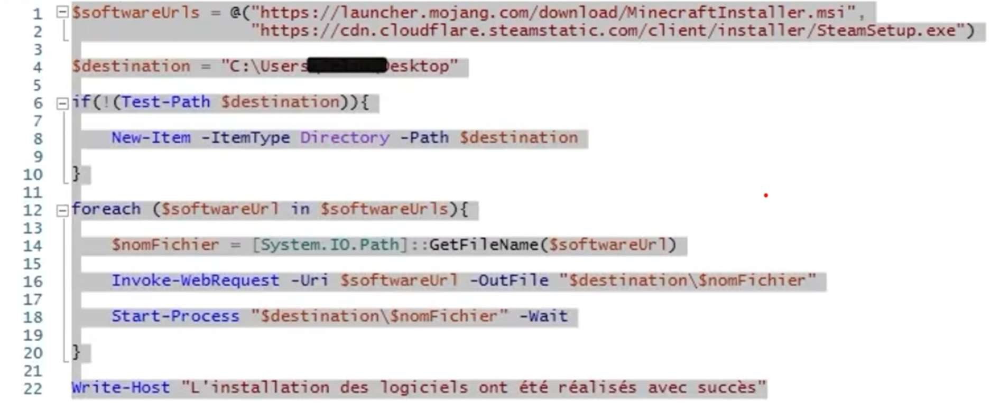 1 $softwareUrls = @("https://launcher.mojang.com/download/MinecraftInstaller.msi",
2 "https://cdn.cloudflare.steamstatic.com/client/installer/SteamSetup.exe")
3
4 $destination = "C:\Users esktop"
5
6 if(!(Test-Path $destination)){
7
8 New-Item -ItemType Directory -Path $destination
9
10 }
11
12 foreach ($softwareUrl in $softwareUrls){
13
14 $nomFichier = [System.IO.Path]::GetFileName($softwareUrl)
15
16 Invoke-WebRequest -Uri $softwareUrl -OutFile "$destination\$nomFichier"
17
18 Start-Process "$destination\$nomFichier" -Wait
19
20 }
21
22 Write-Host "L'installation des logiciels ont été réalisés avec succès"